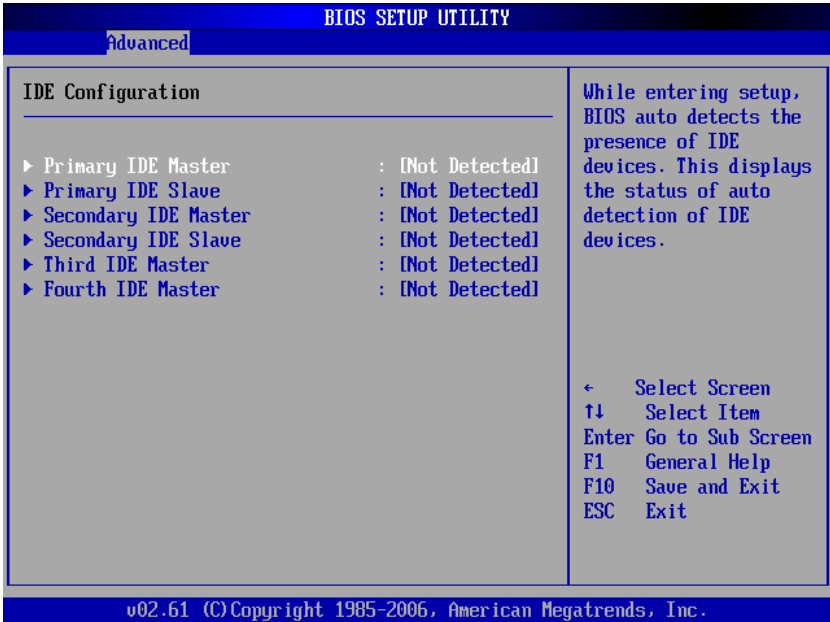 BIOS SETUP UTILITY
Advanced
IDE Configuration
Primary IDE Master : [Not Detected]
Primary IDE Slave : [Not Detected]
Secondary IDE Master : [Not Detected]
Secondary IDE Slave : [Not Detected]
Third IDE Master : [Not Detected]
Fourth IDE Master : [Not Detected]
While entering setup,
BIOS auto detects the
presence of IDE
devices. This displays
the status of auto
detection of IDE
devices.
← Select Screen
↑↓ Select Item
Enter Go to Sub Screen
F1 General Help
F10 Save and Exit
ESC Exit
v02.61 (C)Copyright 1985-2006, American Megatrends, Inc.